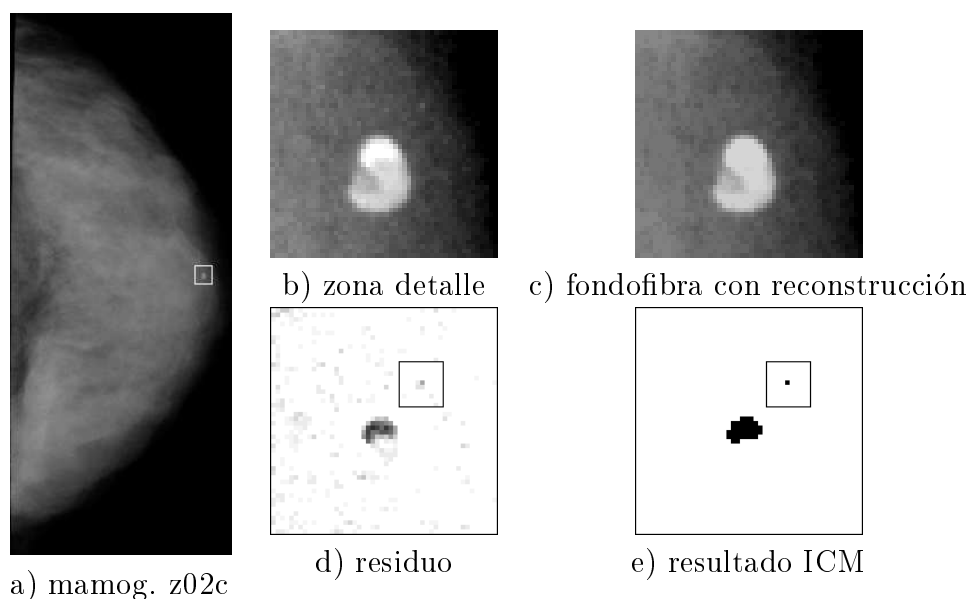 b) zona detalle
c) fondofibra con reconstrucción
d) residuo
e) resultado ICM
a) mamog. z02c